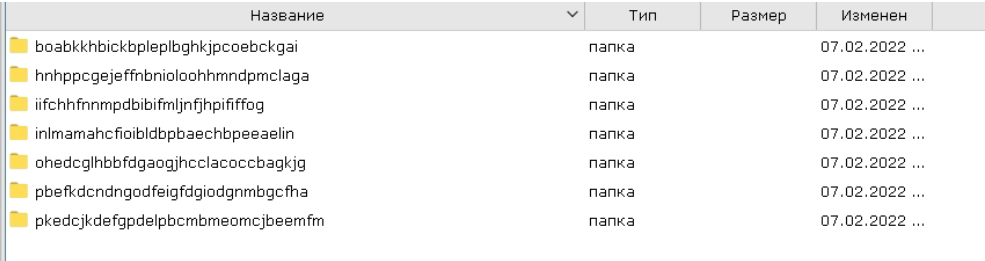 Название Тип Размер Изменен
boabkkhbickbpleplbghkjpcoebckgai папка 07.02.2022 ...
hnhppcgejeffnbnioloohhmndpmclaga папка 07.02.2022 ...
iifchhfnnmpdbibifmljnfjhpififfog папка 07.02.2022 ...
inlmamahcfioibldbpbaechbpeeaelin папка 07.02.2022 ...
ohedcglhbbfdgaogjhcclacoccbagkjg папка 07.02.2022 ...
pbefkdcndngodfeigfdgiodgnmbgcfha папка 07.02.2022 ...
pkedcjkdefgpdelpbcmbmeomcjbeemfm папка 07.02.2022 ...